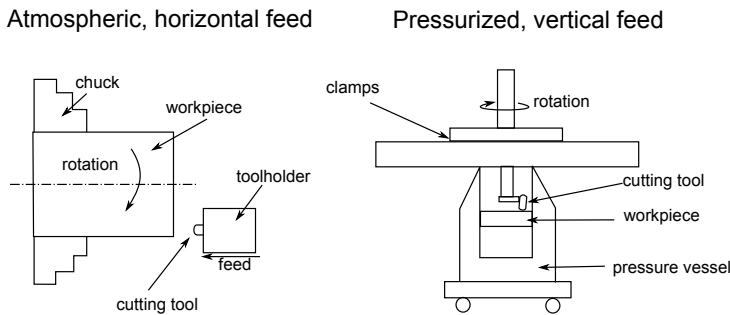 Atmospheric, horizontal feed
chuck
workpiece
rotation
toolholder
feed
cutting tool
Pressurized, vertical feed
clamps
rotation
cutting tool
workpiece
pressure vessel